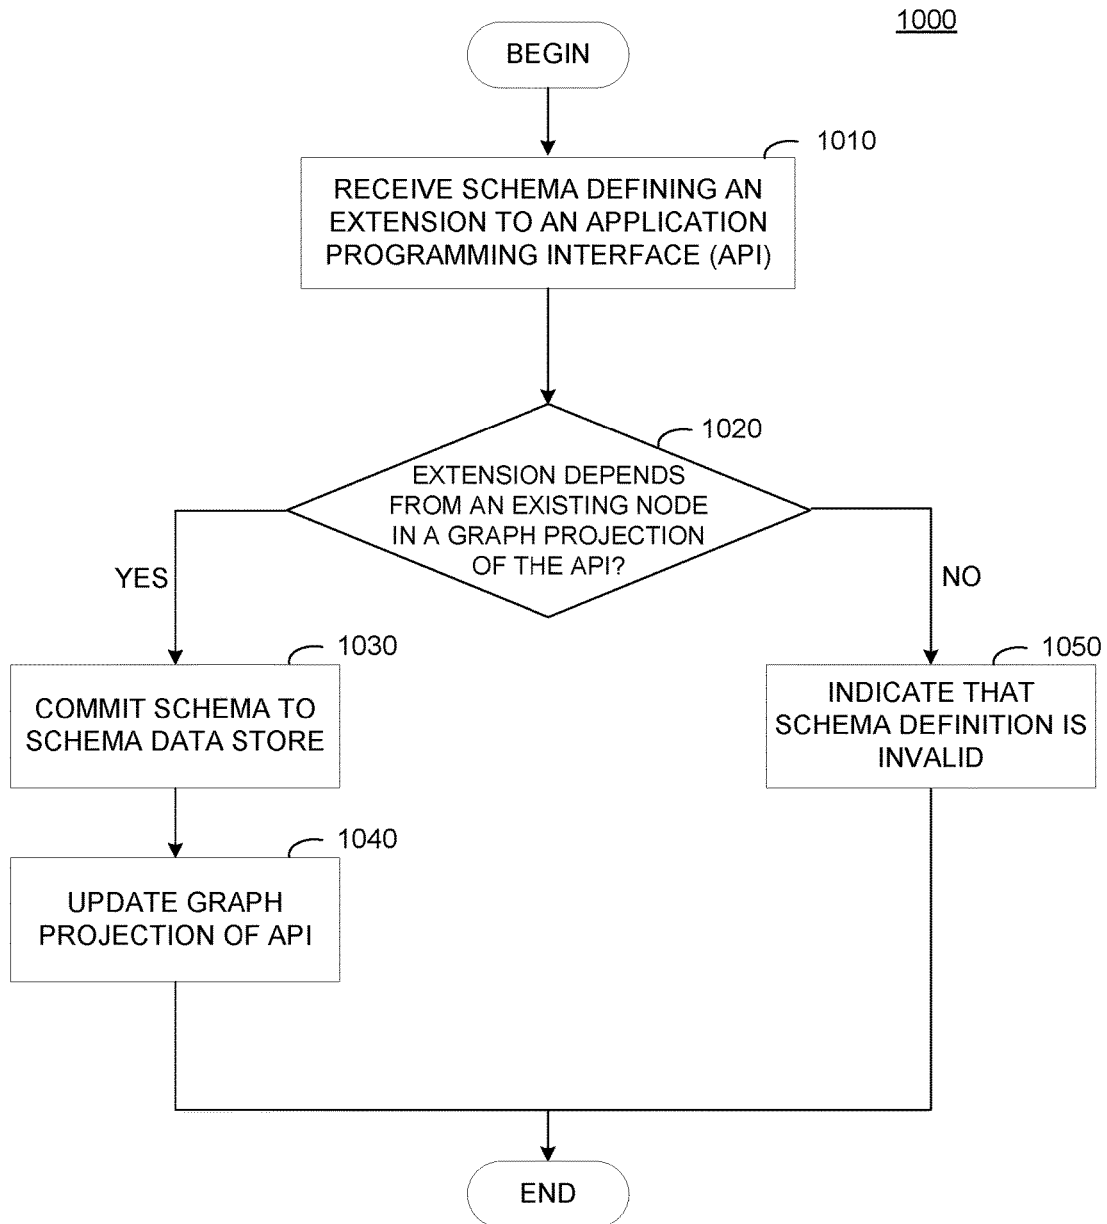 1000
BEGIN
1010
RECEIVE SCHEMA DEFINING AN
EXTENSION TO AN APPLICATION
PROGRAMMING INTERFACE (API)
1020
EXTENSION DEPENDS
FROM AN EXISTING NODE
IN A GRAPH PROJECTION
OF THE API?
YES
NO
1030
COMMIT SCHEMA TO
SCHEMA DATA STORE
1050
INDICATE THAT
SCHEMA DEFINITION IS
INVALID
1040
UPDATE GRAPH
PROJECTION OF API
END